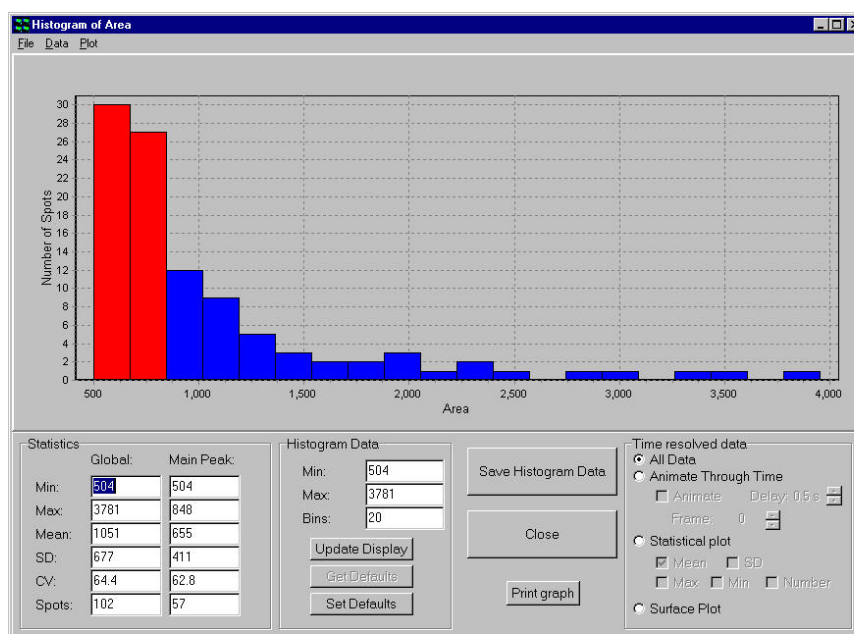 Histogram of Area
File Data Plot
30
28
26
24
22
20
18
16
14
12
10
8
6
4
2
0
Number of Spots
500 1,000 1,500 2,000 2,500 3,000 3,500 4,000
Area
Statistics
Global: Main Peak:
Min: 504 504
Max: 3781 848
Mean: 1051 655
SD: 677 411
CV: 64.4 62.8
Spots: 102 57
Histogram Data
Min: 504
Max: 3781
Bins: 20
Update Display
Get Defaults
Set Defaults
Save Histogram Data
Close
Print graph
Time resolved data
All Data
Animate Through Time
Animate Delay: 0.5 s
Frame: 0
Statistical plot
Mean SD
Max Min Number
Surface Plot